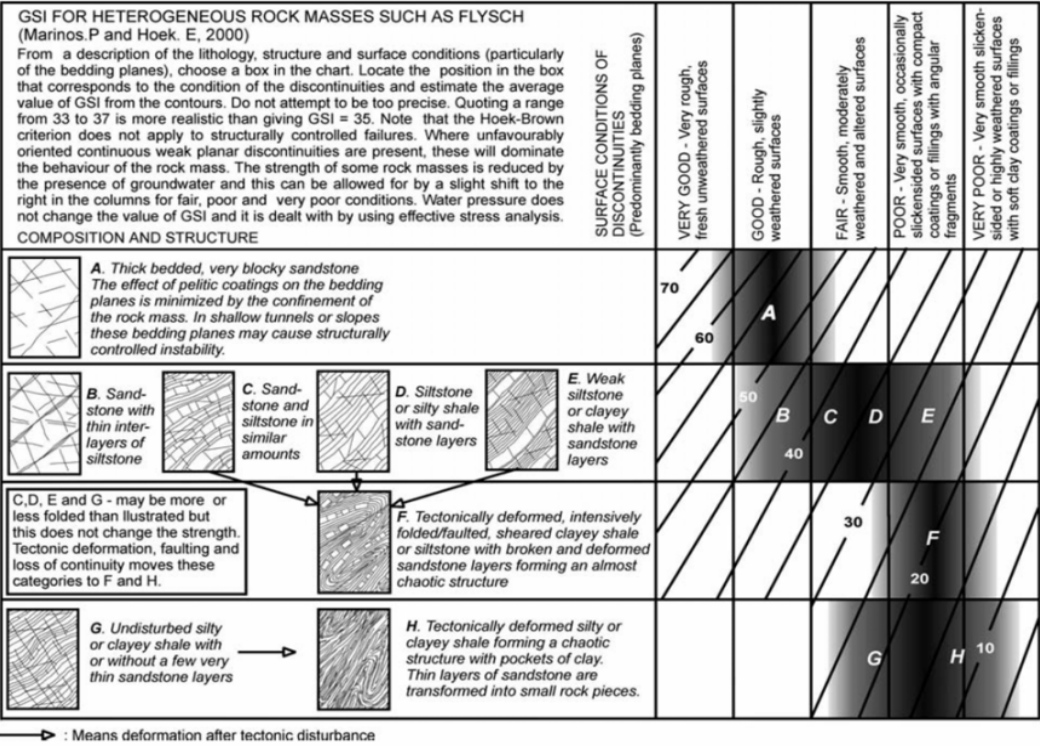 GSI FOR HETEROGENEOUS ROCK MASSES SUCH AS FLYSCH
(Marinos.P and Hoek. E, 2000)
From a description of the lithology, structure and surface conditions (particularly
of the bedding planes), choose a box in the chart. Locate the position in the box
that corresponds to the condition of the discontinuities and estimate the average
value of GSI from the contours. Do not attempt to be too precise. Quoting a range
from 33 to 37 is more realistic than giving GSI = 35. Note that the Hoek-Brown
criterion does not apply to structurally controlled failures. Where unfavourably
oriented continuous weak planar discontinuities are present, these will dominate
the behaviour of the rock mass. The strength of some rock masses is reduced by
the presence of groundwater and this can be allowed for by a slight shift to the
right in the columns for fair, poor and very poor conditions. Water pressure does
not change the value of GSI and it is dealt with by using effective stress analysis.
COMPOSITION AND STRUCTURE
SURFACE CONDITIONS OF
DISCONTINUITIES
(Predominantly bedding planes)
VERY GOOD - Very rough,
fresh unweathered surfaces
GOOD - Rough, slightly
weathered surfaces
FAIR - Smooth, moderately
weathered and altered surfaces
POOR - Very smooth, occasionally
slickensided surfaces with compact
coatings or fillings with angular
fragments
VERY POOR - Very smooth slicken-
sided or highly weathered surfaces
with soft clay coatings or fillings
A. Thick bedded, very blocky sandstone
The effect of pelitic coatings on the bedding
planes is minimized by the confinement of
the rock mass. In shallow tunnels or slopes
these bedding planes may cause structurally
controlled instability.
70
60
A
B. Sand-
stone with
thin inter-
layers of
siltstone
C. Sand-
stone and
siltstone in
similar
amounts
D. Siltstone
or silty shale
with sand-
stone layers
E. Weak
siltstone
or clayey
shale with
sandstone
layers
50
B
C
D
E
40
C,D, E and G - may be more or
less folded than llustrated but
this does not change the strength.
Tectonic deformation, faulting and
loss of continuity moves these
categories to F and H.
F. Tectonically deformed, intensively
folded/faulted, sheared clayey shale
or siltstone with broken and deformed
sandstone layers forming an almost
chaotic structure
30
F
20
G. Undisturbed silty
or clayey shale with
or without a few very
thin sandstone layers
H. Tectonically deformed silty or
clayey shale forming a chaotic
structure with pockets of clay.
Thin layers of sandstone are
transformed into small rock pieces.
G
H
10
: Means deformation after tectonic disturbance